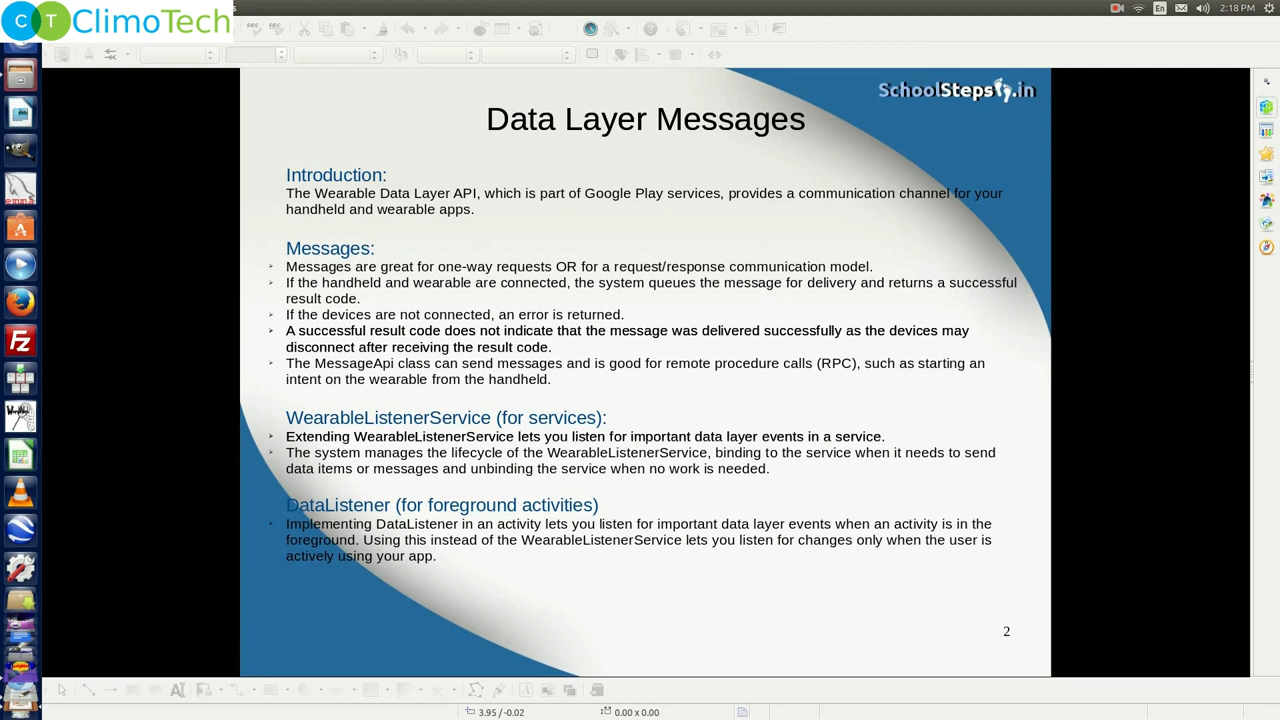 CT ClimoTech
En
2:18 PM
SchoolSteps.in
Data Layer Messages
Introduction:
The Wearable Data Layer API, which is part of Google Play services, provides a communication channel for your
handheld and wearable apps.
Messages:
Messages are great for one-way requests OR for a request/response communication model.
If the handheld and wearable are connected, the system queues the message for delivery and returns a successful
result code.
If the devices are not connected, an error is returned.
A successful result code does not indicate that the message was delivered successfully as the devices may
disconnect after receiving the result code.
The MessageApi class can send messages and is good for remote procedure calls (RPC), such as starting an
intent on the wearable from the handheld.
WearableListenerService (for services):
Extending WearableListenerService lets you listen for important data layer events in a service.
The system manages the lifecycle of the WearableListenerService, binding to the service when it needs to send
data items or messages and unbinding the service when no work is needed.
DataListener (for foreground activities)
Implementing DataListener in an activity lets you listen for important data layer events when an activity is in the
foreground. Using this instead of the WearableListenerService lets you listen for changes only when the user is
actively using your app.
2
3.95 / -0.02
0.00 x 0.00